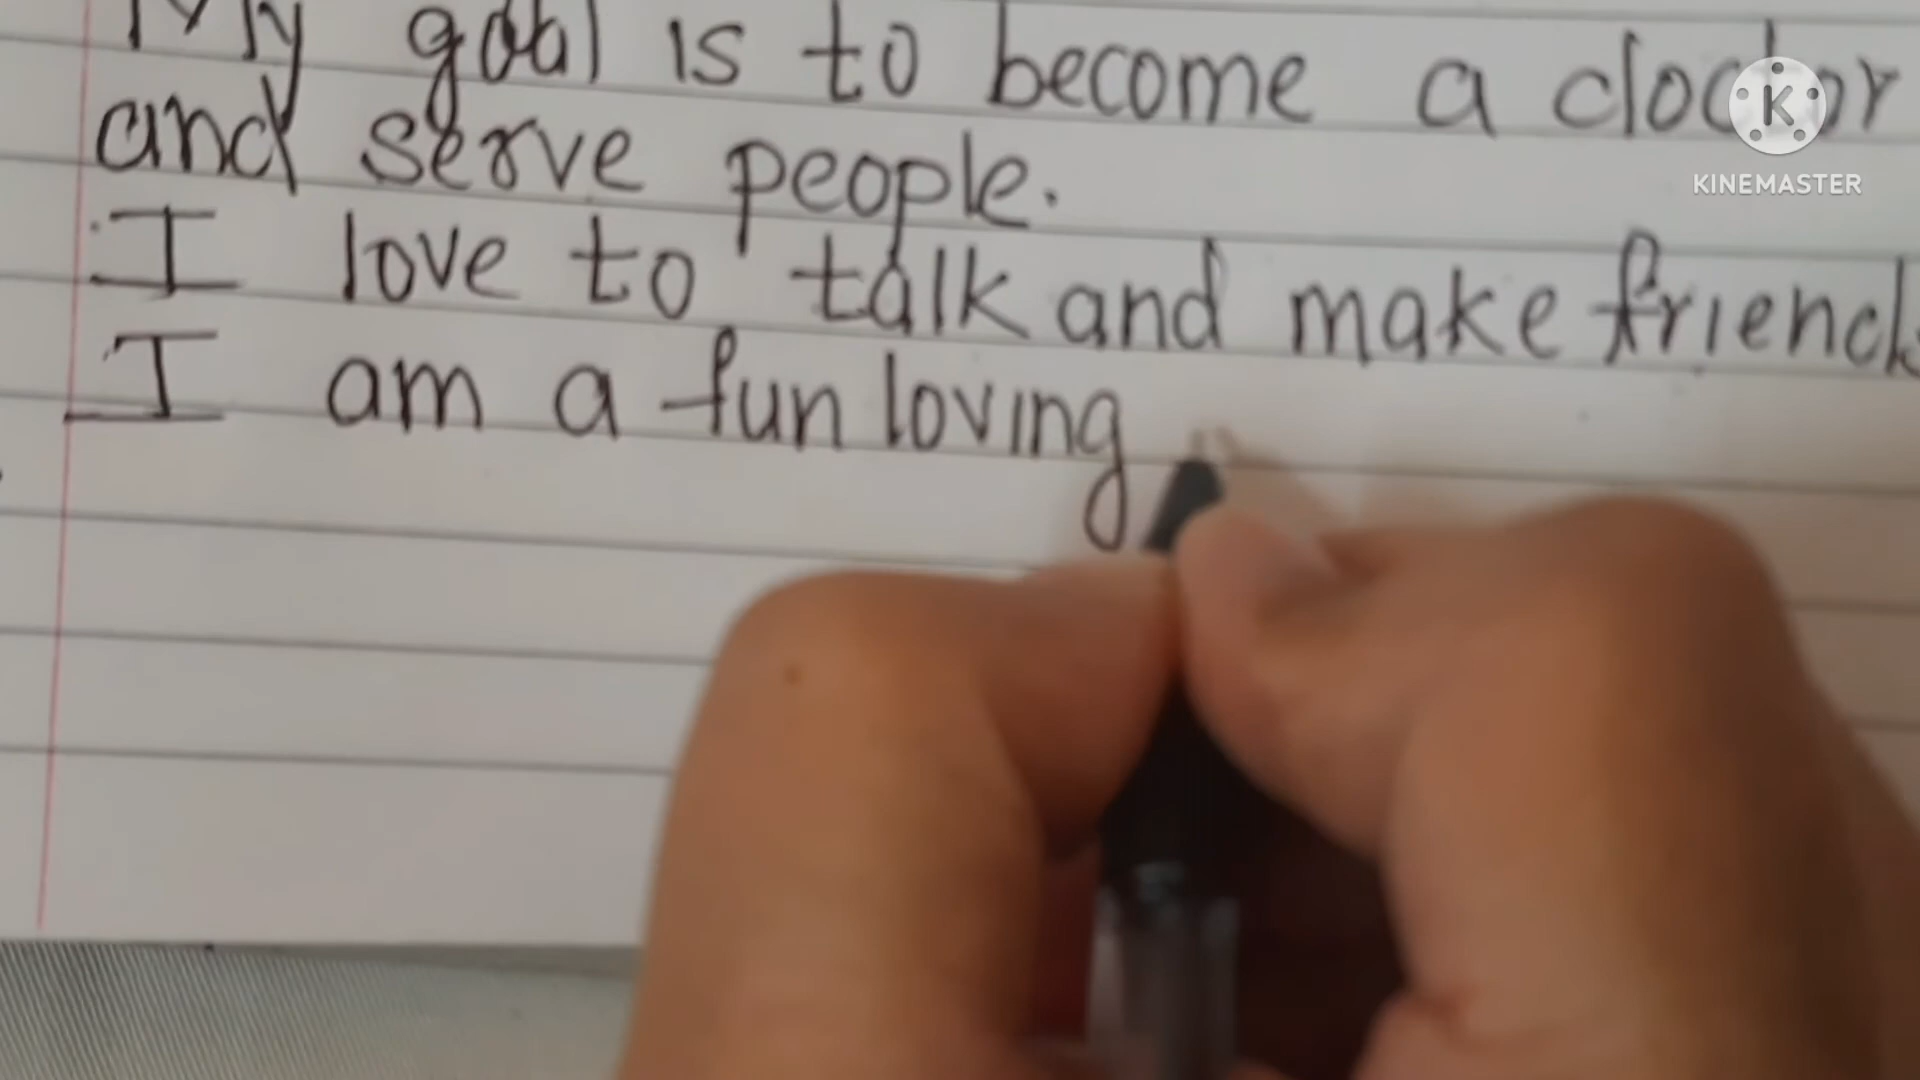 My goal is to become a doctor
and serve people.
I love to talk and make friends
I am a fun loving
KINEMASTER